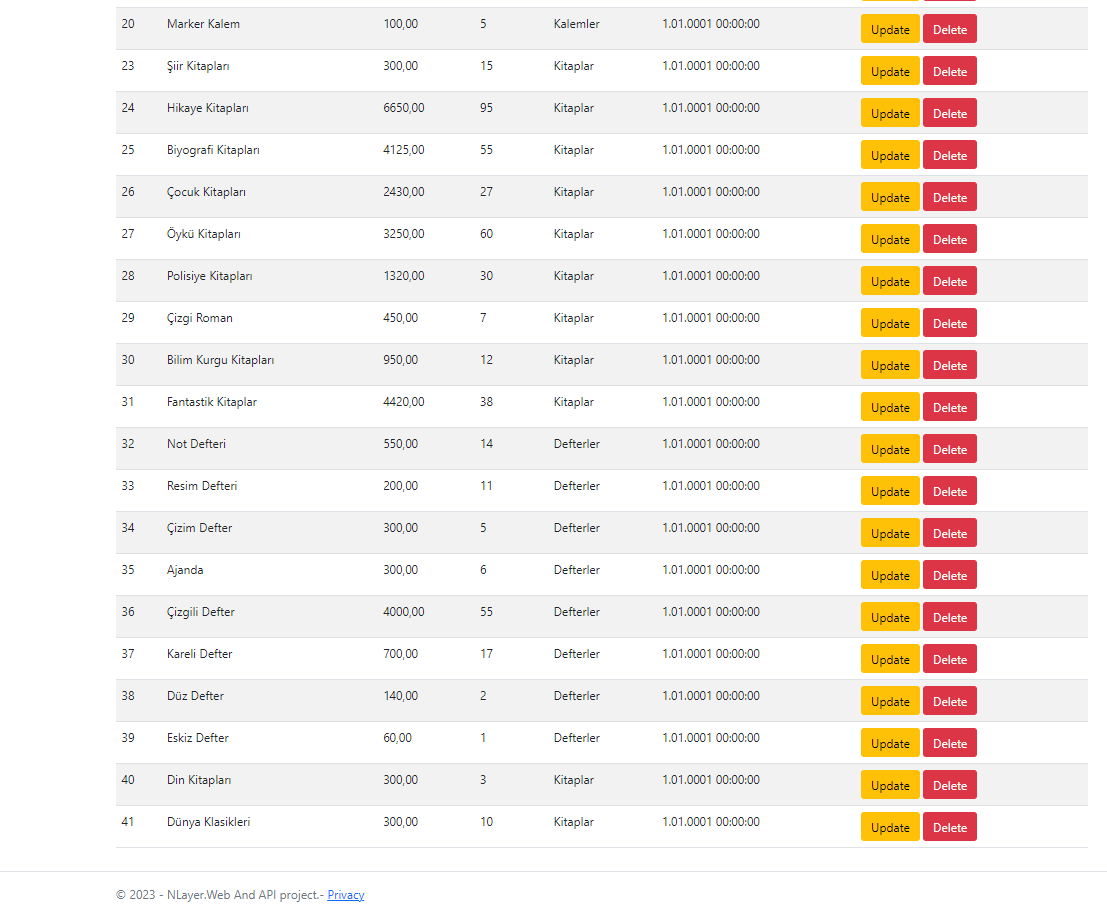 20 Marker Kalem 100,00 5 Kalemler 1.01.0001 00:00:00 Update Delete
23 Şiir Kitapları 300,00 15 Kitaplar 1.01.0001 00:00:00 Update Delete
24 Hikaye Kitapları 6650,00 95 Kitaplar 1.01.0001 00:00:00 Update Delete
25 Biyografi Kitapları 4125,00 55 Kitaplar 1.01.0001 00:00:00 Update Delete
26 Çocuk Kitapları 2430,00 27 Kitaplar 1.01.0001 00:00:00 Update Delete
27 Öykü Kitapları 3250,00 60 Kitaplar 1.01.0001 00:00:00 Update Delete
28 Polisiye Kitapları 1320,00 30 Kitaplar 1.01.0001 00:00:00 Update Delete
29 Çizgi Roman 450,00 7 Kitaplar 1.01.0001 00:00:00 Update Delete
30 Bilim Kurgu Kitapları 950,00 12 Kitaplar 1.01.0001 00:00:00 Update Delete
31 Fantastik Kitaplar 4420,00 38 Kitaplar 1.01.0001 00:00:00 Update Delete
32 Not Defteri 550,00 14 Defterler 1.01.0001 00:00:00 Update Delete
33 Resim Defteri 200,00 11 Defterler 1.01.0001 00:00:00 Update Delete
34 Çizim Defter 300,00 5 Defterler 1.01.0001 00:00:00 Update Delete
35 Ajanda 300,00 6 Defterler 1.01.0001 00:00:00 Update Delete
36 Çizgili Defter 4000,00 55 Defterler 1.01.0001 00:00:00 Update Delete
37 Kareli Defter 700,00 17 Defterler 1.01.0001 00:00:00 Update Delete
38 Düz Defter 140,00 2 Defterler 1.01.0001 00:00:00 Update Delete
39 Eskiz Defter 60,00 1 Defterler 1.01.0001 00:00:00 Update Delete
40 Din Kitapları 300,00 3 Kitaplar 1.01.0001 00:00:00 Update Delete
41 Dünya Klasikleri 300,00 10 Kitaplar 1.01.0001 00:00:00 Update Delete
© 2023 - NLayer.Web And API project.- Privacy